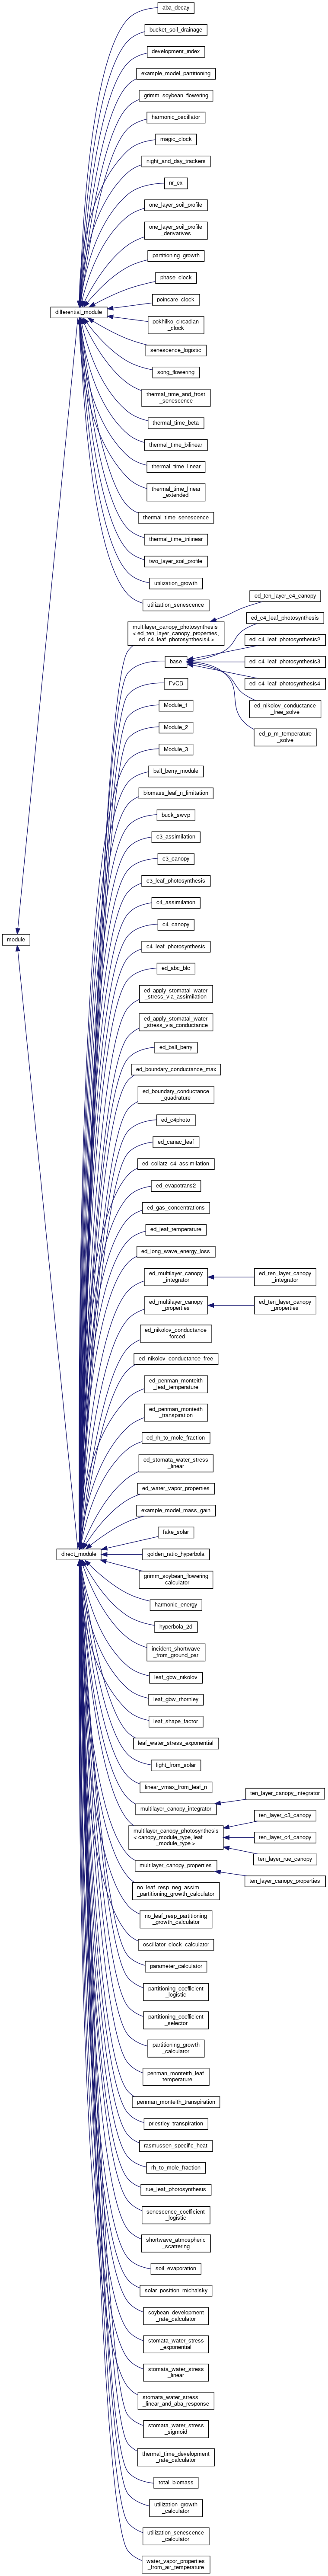 aba_decay
bucket_soil_drainage
development_index
example_model_partitioning
grimm_soybean_flowering
harmonic_oscillator
magic_clock
night_and_day_trackers
nr_ex
one_layer_soil_profile
one_layer_soil_profile
_derivatives
partitioning_growth
phase_clock
poincare_clock
differential_module
pokhilko_circadian
_clock
senescence_logistic
song_flowering
thermal_time_and_frost
_senescence
thermal_time_beta
thermal_time_bilinear
thermal_time_linear
thermal_time_linear
_extended
thermal_time_senescence
thermal_time_trilinear
two_layer_soil_profile
utilization_growth
utilization_senescence
multilayer_canopy_photosynthesis
< ed_ten_layer_canopy_properties,
ed_c4_leaf_photosynthesis4 >
ed_ten_layer_c4_canopy
ed_c4_leaf_photosynthesis
ed_c4_leaf_photosynthesis2
base
ed_c4_leaf_photosynthesis3
ed_c4_leaf_photosynthesis4
ed_nikolov_conductance
_free_solve
ed_p_m_temperature
_solve
FvCB
Module_1
Module_2
Module_3
ball_berry_module
biomass_leaf_n_limitation
buck_swvp
c3_assimilation
c3_canopy
c3_leaf_photosynthesis
c4_assimilation
c4_canopy
module
c4_leaf_photosynthesis
ed_abc_blc
ed_apply_stomatal_water
_stress_via_assimilation
ed_apply_stomatal_water
_stress_via_conductance
ed_ball_berry
ed_boundary_conductance_max
ed_boundary_conductance
_quadrature
ed_c4photo
ed_canac_leaf
ed_collatz_c4_assimilation
ed_evapotrans2
ed_gas_concentrations
ed_leaf_temperature
ed_long_wave_energy_loss
ed_multilayer_canopy
_integrator
ed_ten_layer_canopy
_integrator
ed_multilayer_canopy
_properties
ed_ten_layer_canopy
_properties
ed_nikolov_conductance
_forced
ed_nikolov_conductance_free
ed_penman_monteith
_leaf_temperature
ed_penman_monteith
_transpiration
ed_rh_to_mole_fraction
ed_stomata_water_stress
_linear
ed_water_vapor_properties
example_model_mass_gain
fake_solar
direct_module
golden_ratio_hyperbola
grimm_soybean_flowering
_calculator
harmonic_energy
hyperbola_2d
incident_shortwave
_from_ground_par
leaf_gbw_nikolov
leaf_gbw_thornley
leaf_shape_factor
leaf_water_stress_exponential
light_from_solar
linear_vmax_from_leaf_n
multilayer_canopy_integrator
ten_layer_canopy_integrator
multilayer_canopy_photosynthesis
< canopy_module_type, leaf
_module_type >
ten_layer_c3_canopy
ten_layer_c4_canopy
ten_layer_rue_canopy
multilayer_canopy_properties
ten_layer_canopy_properties
no_leaf_resp_neg_assim
_partitioning_growth_calculator
no_leaf_resp_partitioning
_growth_calculator
oscillator_clock_calculator
parameter_calculator
partitioning_coefficient
_logistic
partitioning_coefficient
_selector
partitioning_growth
_calculator
penman_monteith_leaf
_temperature
penman_monteith_transpiration
priestley_transpiration
rasmussen_specific_heat
rh_to_mole_fraction
rue_leaf_photosynthesis
senescence_coefficient
_logistic
shortwave_atmospheric
_scattering
soil_evaporation
solar_position_michalsky
soybean_development
_rate_calculator
stomata_water_stress
_exponential
stomata_water_stress
_linear
stomata_water_stress
_linear_and_aba_response
stomata_water_stress
_sigmoid
thermal_time_development
_rate_calculator
total_biomass
utilization_growth
_calculator
utilization_senescence
_calculator
water_vapor_properties
_from_air_temperature